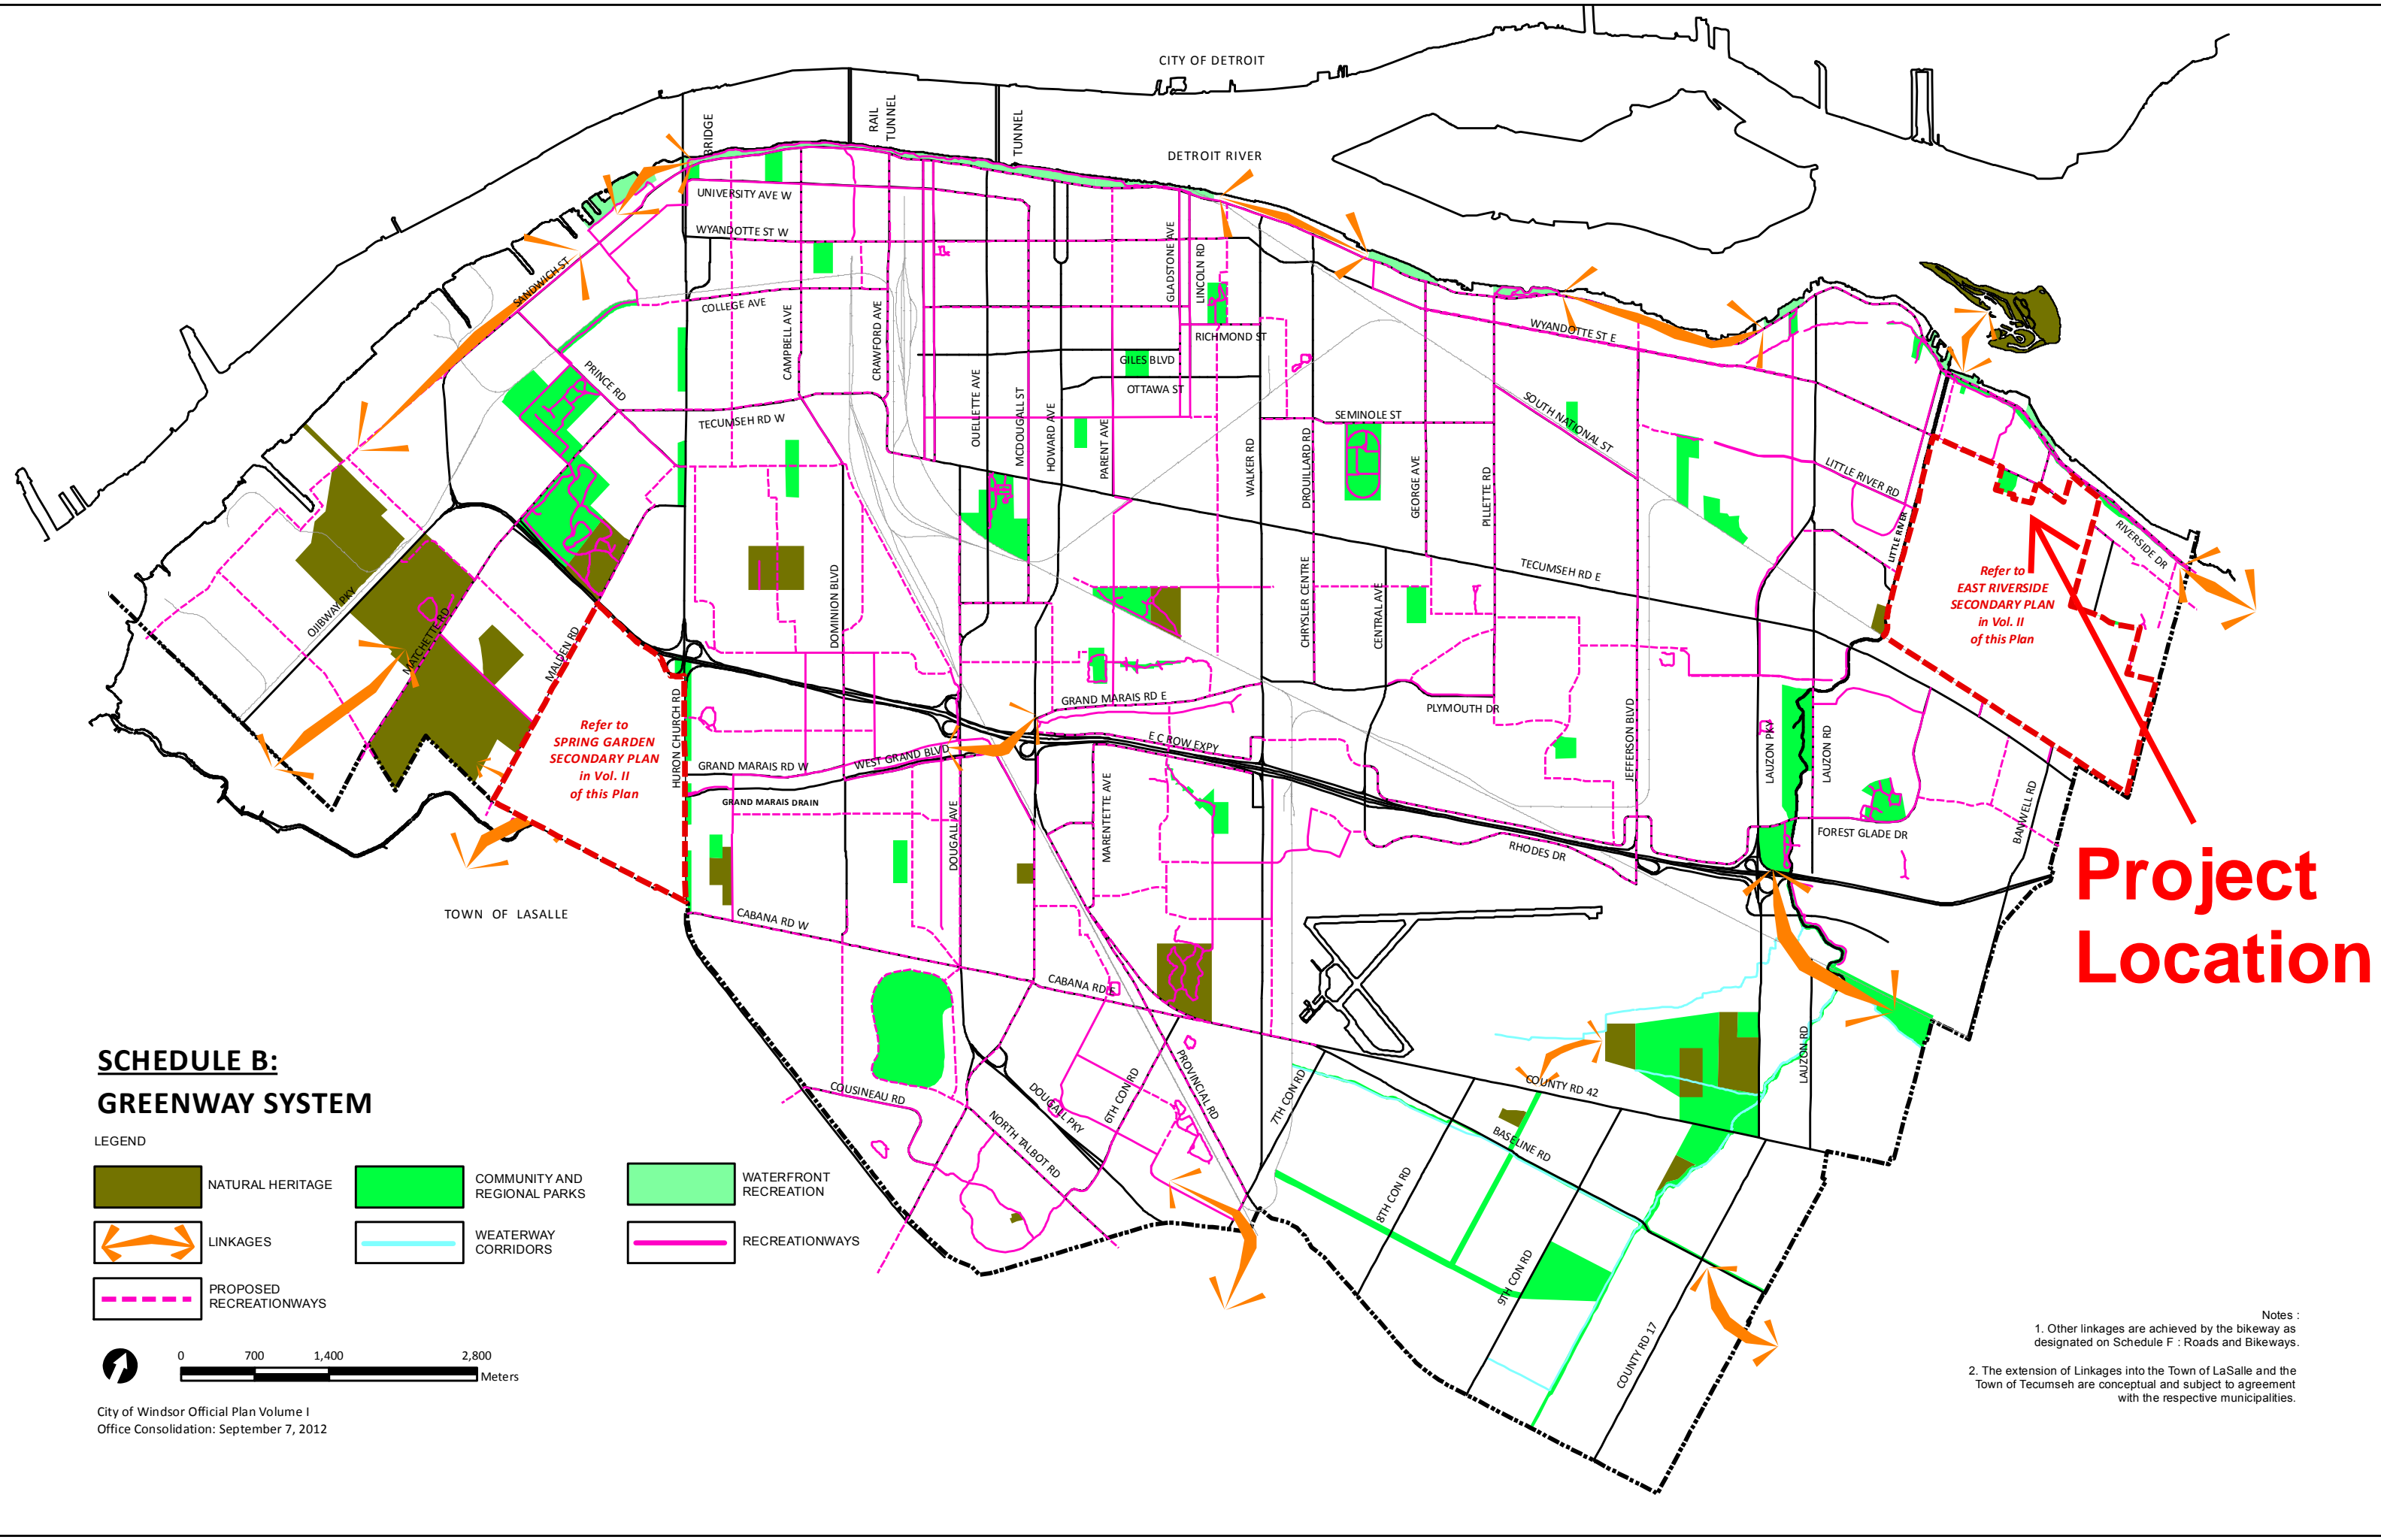 CITY OF DETROIT
BRIDGE
RAIL
TUNNEL
TUNNEL
DETROIT RIVER
UNIVERSITY AVE W
WYANDOTTE ST W
SANDWICH ST
COLLEGE AVE
CAMPBELL AVE
CRAWFORD AVE
GLADSTONE AVE
LINCOLN RD
RICHMOND ST
GILES BLVD
OTTAWA ST
WYANDOTTE ST E
PRINCE RD
TECUMSEH RD W
OUELLETTE AVE
MCDOUGALL ST
HOWARD AVE
PARENT AVE
WALKER RD
DROUILLARD RD
SEMINOLE ST
GEORGE AVE
PILLETTE RD
SOUTH NATIONAL ST
LITTLE RIVER RD
LITTLE RIVER
RIVERSIDE DR
TECUMSEH RD E
OJIBWAY PKY
MATCHETTE RD
MALDEN RD
DOMINION BLVD
CHRYSLER CENTRE
CENTRAL AVE
Refer to
EAST RIVERSIDE
SECONDARY PLAN
in Vol. II
of this Plan
Refer to
SPRING GARDEN
SECONDARY PLAN
in Vol. II
of this Plan
HURON CHURCH RD
GRAND MARAIS RD E
PLYMOUTH DR
JEFFERSON BLVD
LAUZON PKY
LAUZON RD
E C ROW EXPY
WEST GRAND BLVD
GRAND MARAIS RD W
GRAND MARAIS DRAIN
DOUGALL AVE
MARENTETTE AVE
RHODES DR
FOREST GLADE DR
BANWELL RD
Project
Location
TOWN OF LASALLE
CABANA RD W
CABANA RD E
LAUZON RD
COUNTY RD 42
BASELINE RD
COUSINEAU RD
NORTH TALBOT RD
DOUGALL PKY
6TH CON RD
PROVINCIAL RD
7TH CON RD
8TH CON RD
9TH CON RD
COUNTY RD 17
SCHEDULE B:
GREENWAY SYSTEM
LEGEND
NATURAL HERITAGE
COMMUNITY AND
REGIONAL PARKS
WATERFRONT
RECREATION
LINKAGES
WEATERWAY
CORRIDORS
RECREATIONWAYS
PROPOSED
RECREATIONWAYS
0 700 1,400 2,800
Meters
City of Windsor Official Plan Volume I
Office Consolidation: September 7, 2012
Notes :
1. Other linkages are achieved by the bikeway as
designated on Schedule F : Roads and Bikeways.
2. The extension of Linkages into the Town of LaSalle and the
Town of Tecumseh are conceptual and subject to agreement
with the respective municipalities.